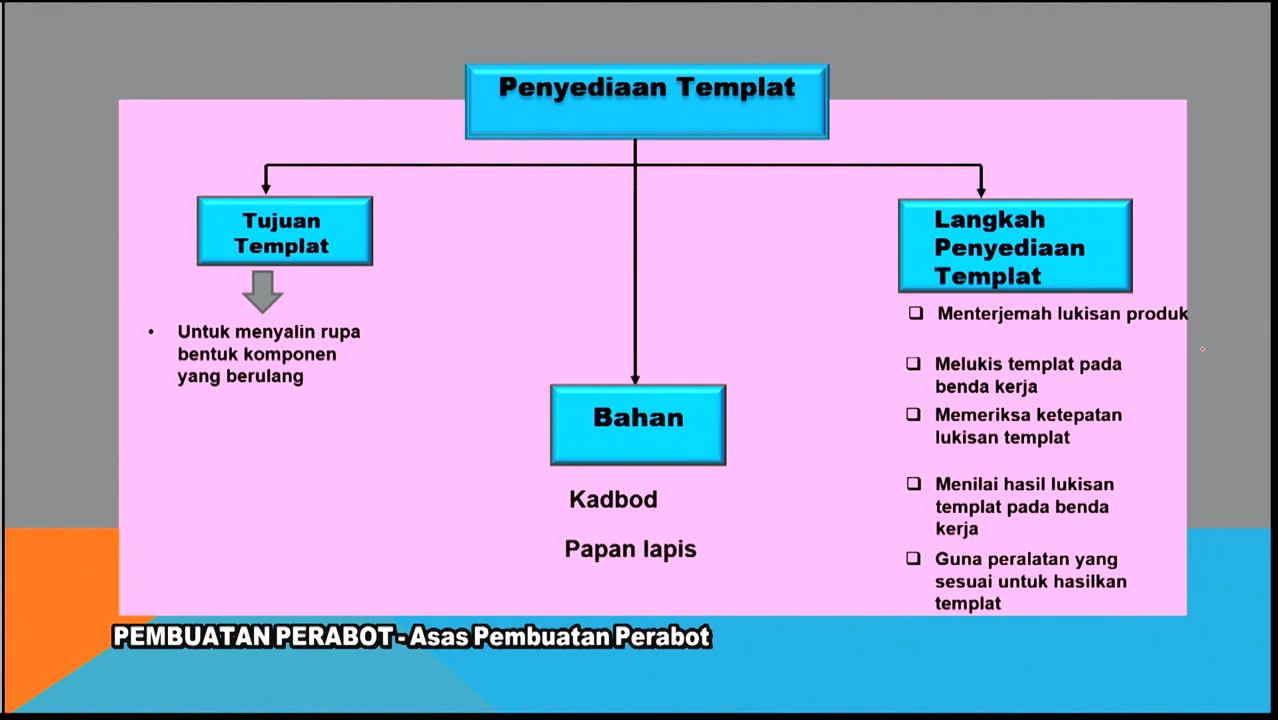 Penyediaan Templat
Tujuan
Templat
• Untuk menyalin rupa
bentuk komponen
yang berulang
Bahan
Kadbod
Papan lapis
Langkah
Penyediaan
Templat
❑ Menterjemah lukisan produk
❑ Melukis templat pada
benda kerja
❑ Memeriksa ketepatan
lukisan templat
❑ Menilai hasil lukisan
templat pada benda
kerja
❑ Guna peralatan yang
sesuai untuk hasilkan
templat
PEMBUATAN PERABOT - Asas Pembuatan Perabot